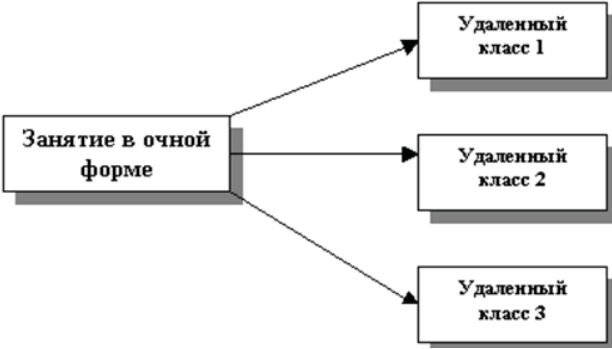 Занятие в очной
форме
Удаленный
класс 1
Удаленный
класс 2
Удаленный
класс 3